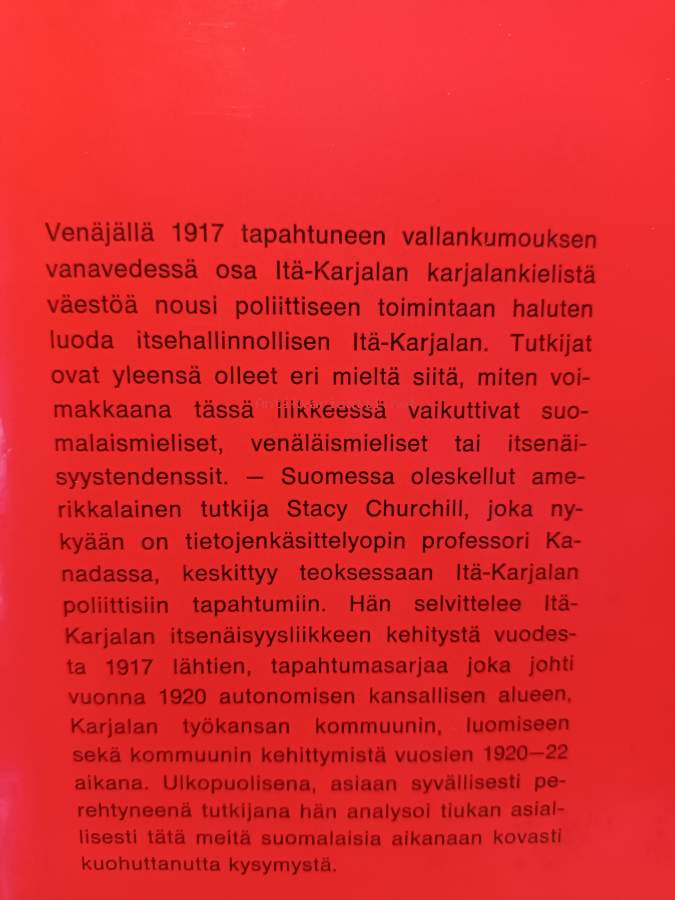 Venäjällä 1917 tapahtuneen vallankumouksen
vanavedessä osa Itä-Karjalan karjalankielistä
väestöä nousi poliittiseen toimintaan haluten
luoda itsehallinnollisen Itä-Karjalan. Tutkijat
ovat yleensä olleet eri mieltä siitä, miten voi-
makkaana tässä liikkeessä vaikuttivat suo-
malaismieliset, venäläismieliset tai itsenäi-
syystendenssit. — Suomessa oleskellut ame-
rikkalainen tutkija Stacy Churchill, joka ny-
kyään on tietojenkäsittelyopin professori Ka-
nadassa, keskittyy teoksessaan Itä-Karjalan
poliittisiin tapahtumiin. Hän selvittelee Itä-
Karjalan itsenäisyysliikkeen kehitystä vuodes-
ta 1917 lähtien, tapahtumasarjaa joka johti
vuonna 1920 autonomisen kansallisen alueen,
Karjalan työkansan kommuunin, luomiseen
sekä kommuunin kehittymistä vuosien 1920—22
aikana. Ulkopuolisena, asiaan syvällisesti pe-
rehtyneenä tutkijana hän analysoi tiukan asial-
lisesti tätä meitä suomalaisia aikanaan kovasti
kuohuttanutta kysymystä.